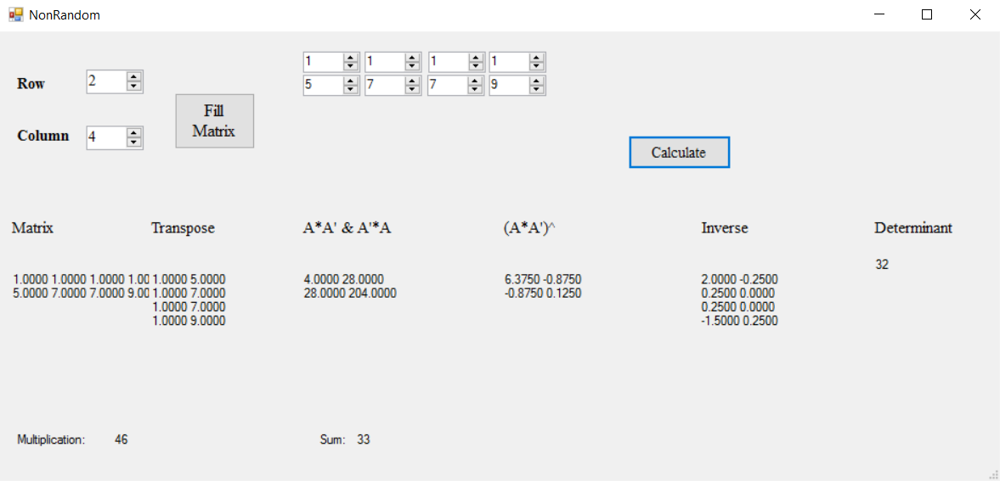 NonRandom
1 1 1 1
Row 2
5 7 7 9
Fill
Matrix
Column 4
Calculate
Matrix Transpose A*A' & A'*A (A*A')^ Inverse Determinant
32
1.0000 1.0000 1.0000 1.00 1.0000 5.0000 4.0000 28.0000 6.3750 -0.8750 2.0000 -0.2500
5.0000 7.0000 7.0000 9.00 1.0000 7.0000 28.0000 204.0000 -0.8750 0.1250 0.2500 0.0000
1.0000 7.0000 0.2500 0.0000
1.0000 9.0000 -1.5000 0.2500
Multiplication: 46 Sum: 33